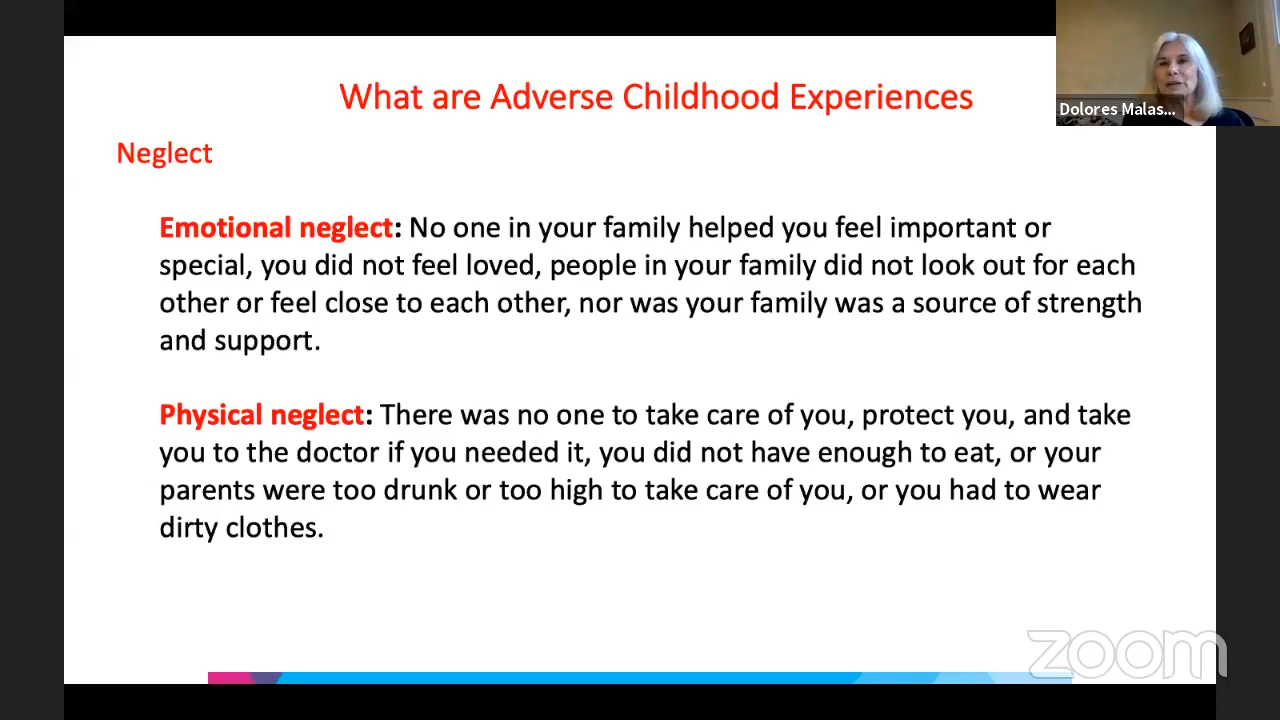 What are Adverse Childhood Experiences
Dolores Malas...
Neglect
Emotional neglect: No one in your family helped you feel important or
special, you did not feel loved, people in your family did not look out for each
other or feel close to each other, nor was your family was a source of strength
and support.
Physical neglect: There was no one to take care of you, protect you, and take
you to the doctor if you needed it, you did not have enough to eat, or your
parents were too drunk or too high to take care of you, or you had to wear
dirty clothes.
zoom